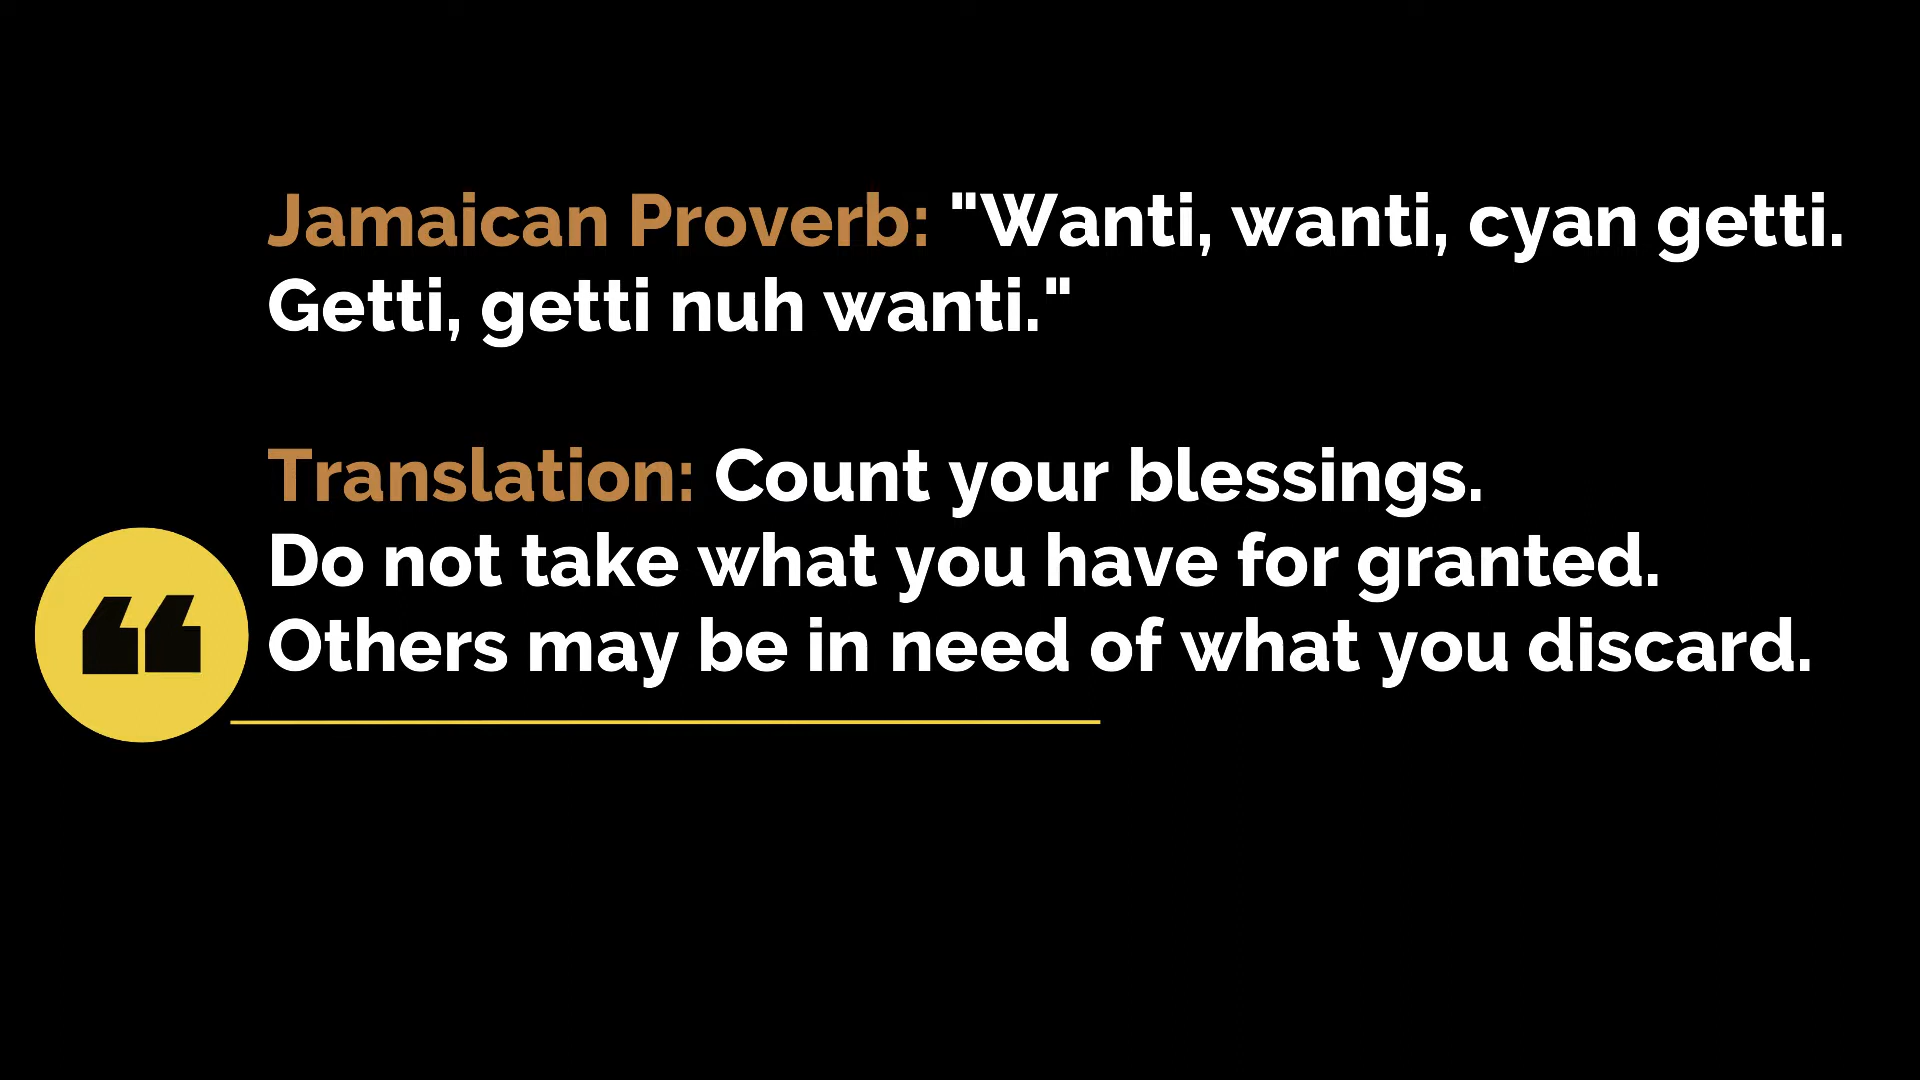 Jamaican Proverb: "Wanti, wanti, cyan getti.
Getti, getti nuh wanti."
Translation: Count your blessings.
Do not take what you have for granted.
Others may be in need of what you discard.